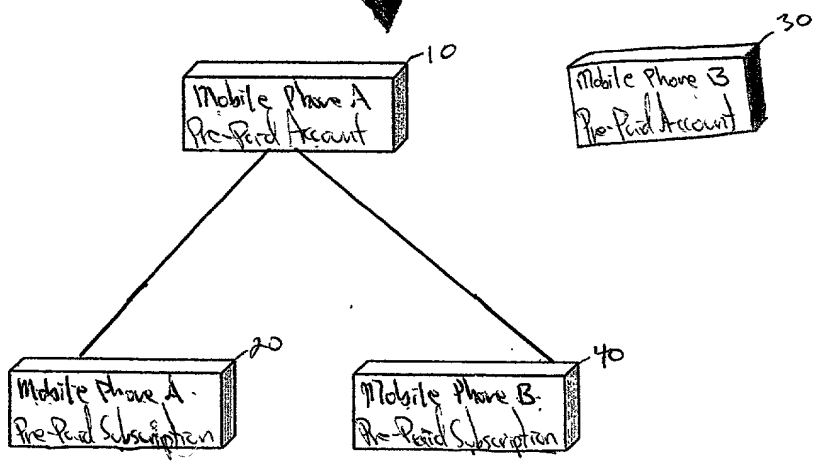 10
Mobile Phone A
Pre-Paid Account
30
Mobile Phone B
Pre-Paid Account
20
Mobile Phone A
Pre-Paid Subscription
40
Mobile Phone B
Pre-Paid Subscription